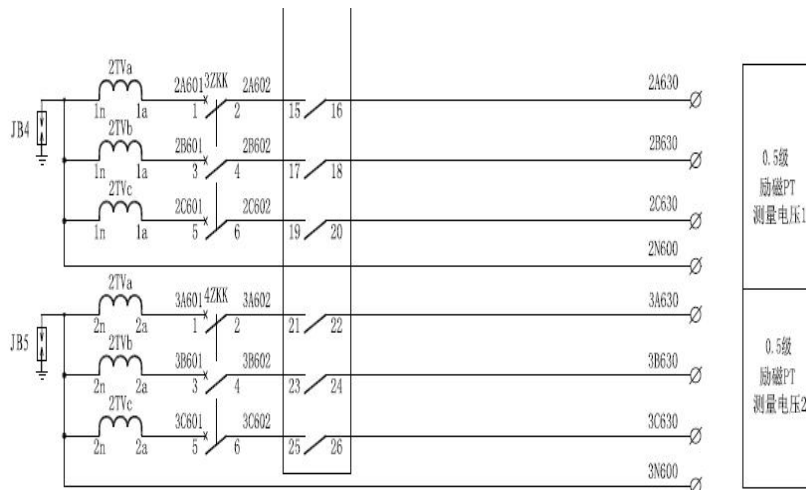 2TVa
2A601 3ZKK 2A602
2A630
1n 1a 1 2 15 16
JB4
2TVb
2B601 2B602
2B630
1n 1a 3 4 17 18
2TVc
2C601 2C602
2C630
1n 1a 5 6 19 20
2N600
0.5级
励磁PT
测量电压1
2TVa
3A601 4ZKK 3A602
3A630
2n 2a 1 2 21 22
JB5
2TVb
3B601 3B602
3B630
2n 2a 3 4 23 24
2TVc
3C601 3C602
3C630
2n 2a 5 6 25 26
3N600
0.5级
励磁PT
测量电压2